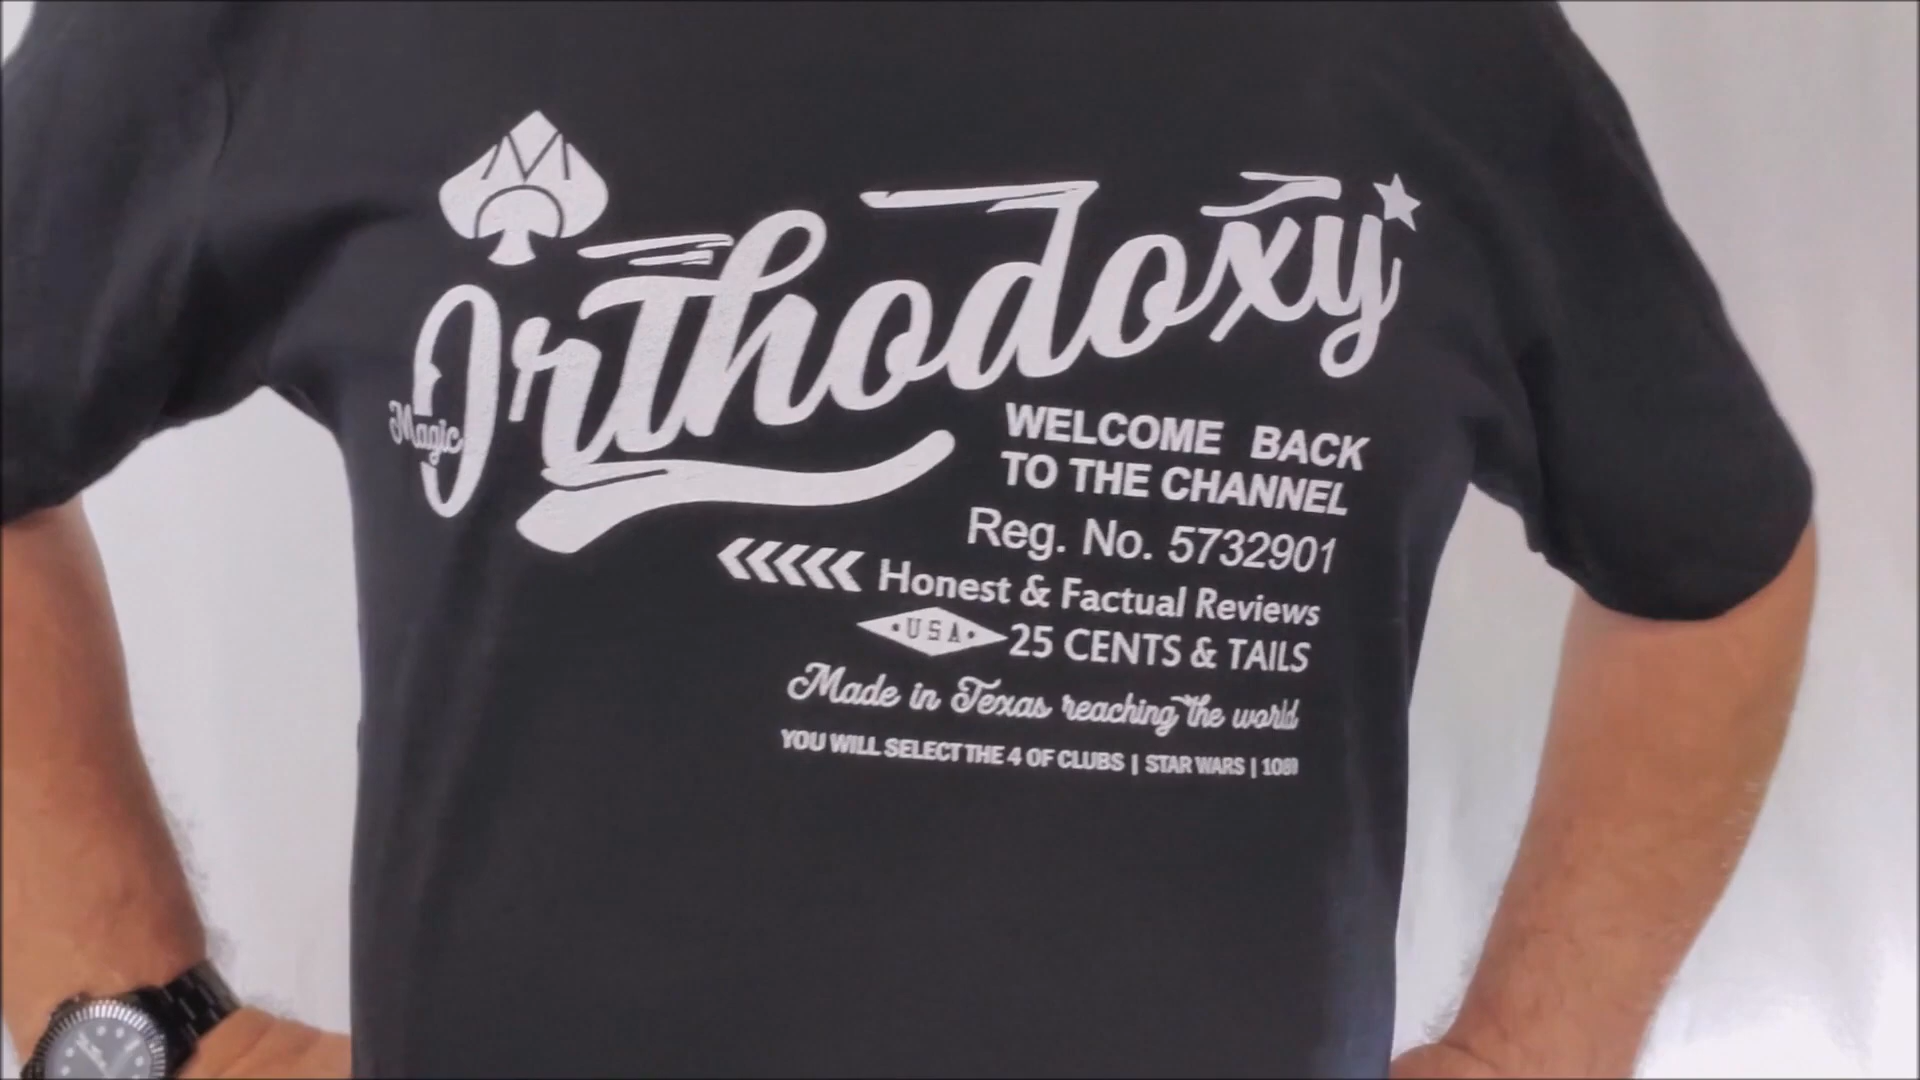 M
Orthodoxy
Magic
WELCOME BACK
TO THE CHANNEL
Reg. No. 5732901
Honest & Factual Reviews
• USA •
25 CENTS & TAILS
Made in Texas reaching the world
YOU WILL SELECT THE 4 OF CLUBS | STAR WARS | 1089